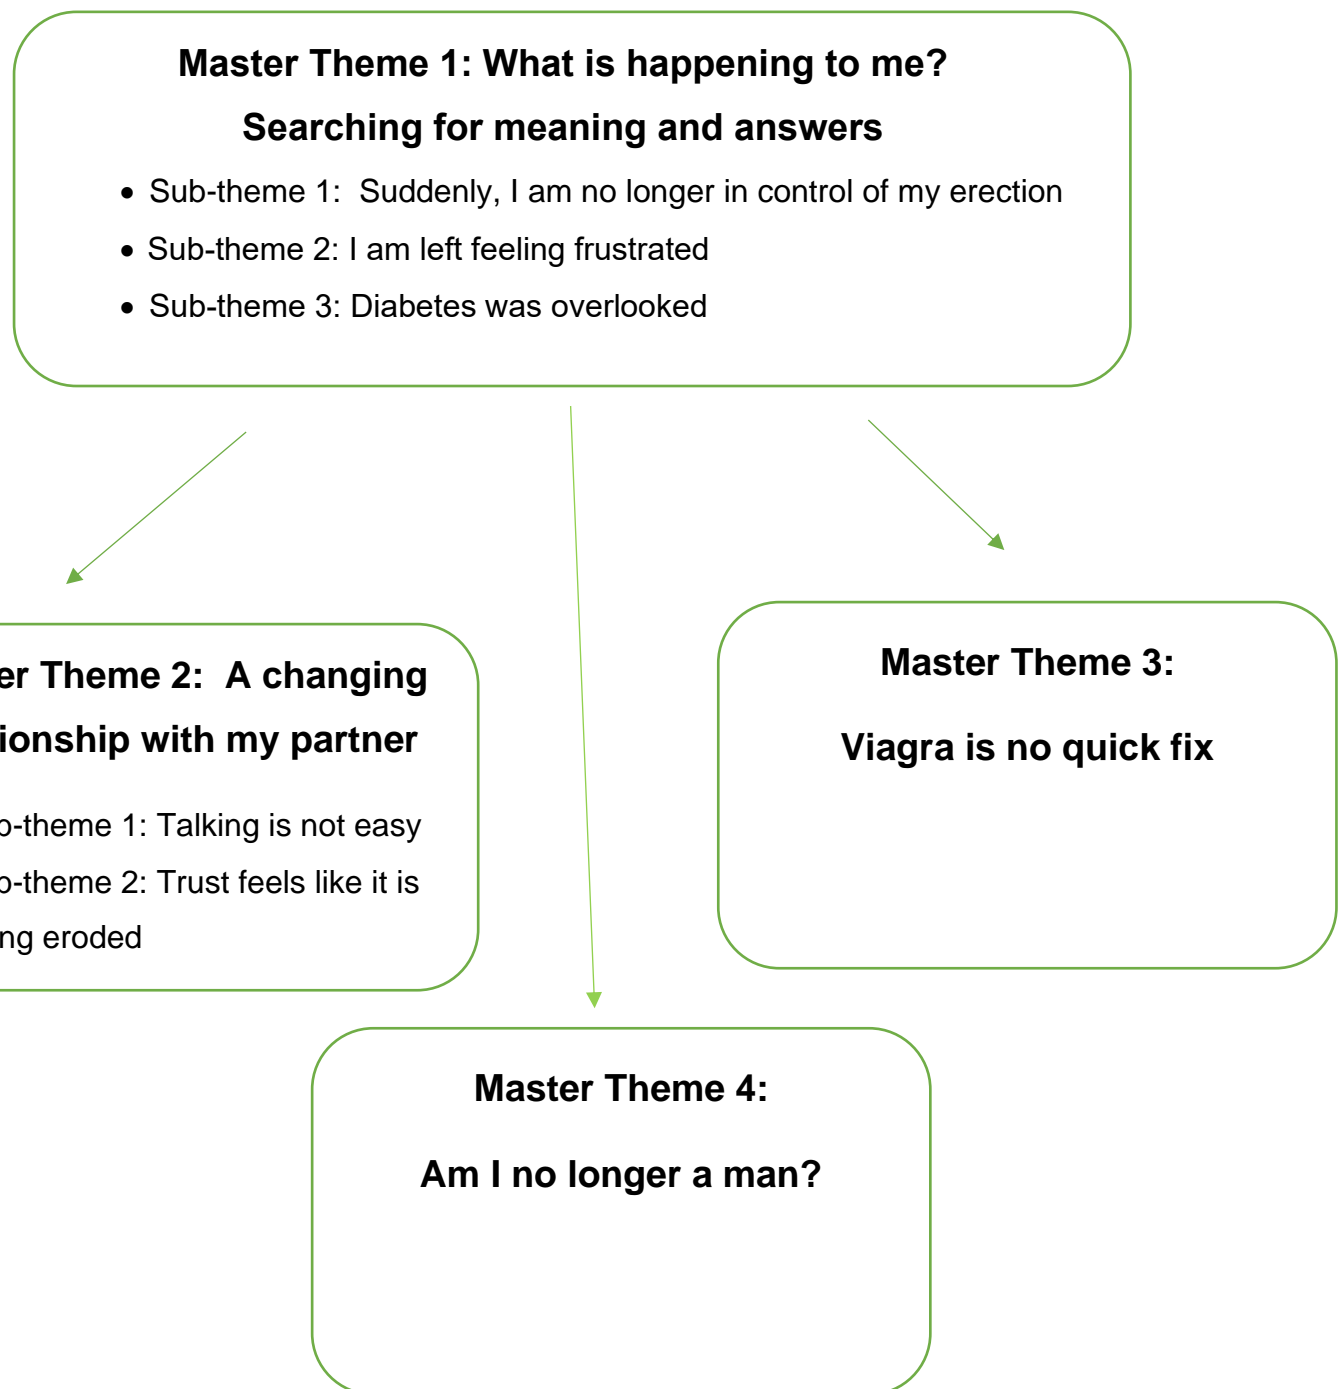 Master Theme 1: What is happening to me?
Searching for meaning and answers
• Sub-theme 1:  Suddenly, I am no longer in control of my erection
• Sub-theme 2: I am left feeling frustrated
• Sub-theme 3: Diabetes was overlooked
er Theme 2:  A changing
ionship with my partner
o-theme 1: Talking is not easy
o-theme 2: Trust feels like it is
ng eroded
Master Theme 3:
Viagra is no quick fix
Master Theme 4:
Am I no longer a man?